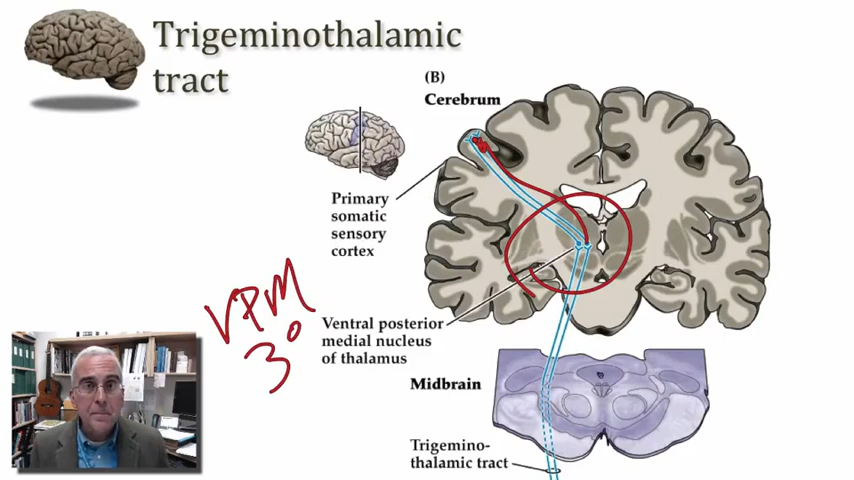 Trigeminothalamic
tract
(B)
Cerebrum
Primary
somatic
sensory
cortex
VPM
3°
Ventral posterior
medial nucleus
of thalamus
Midbrain
Trigemino-
thalamic tract